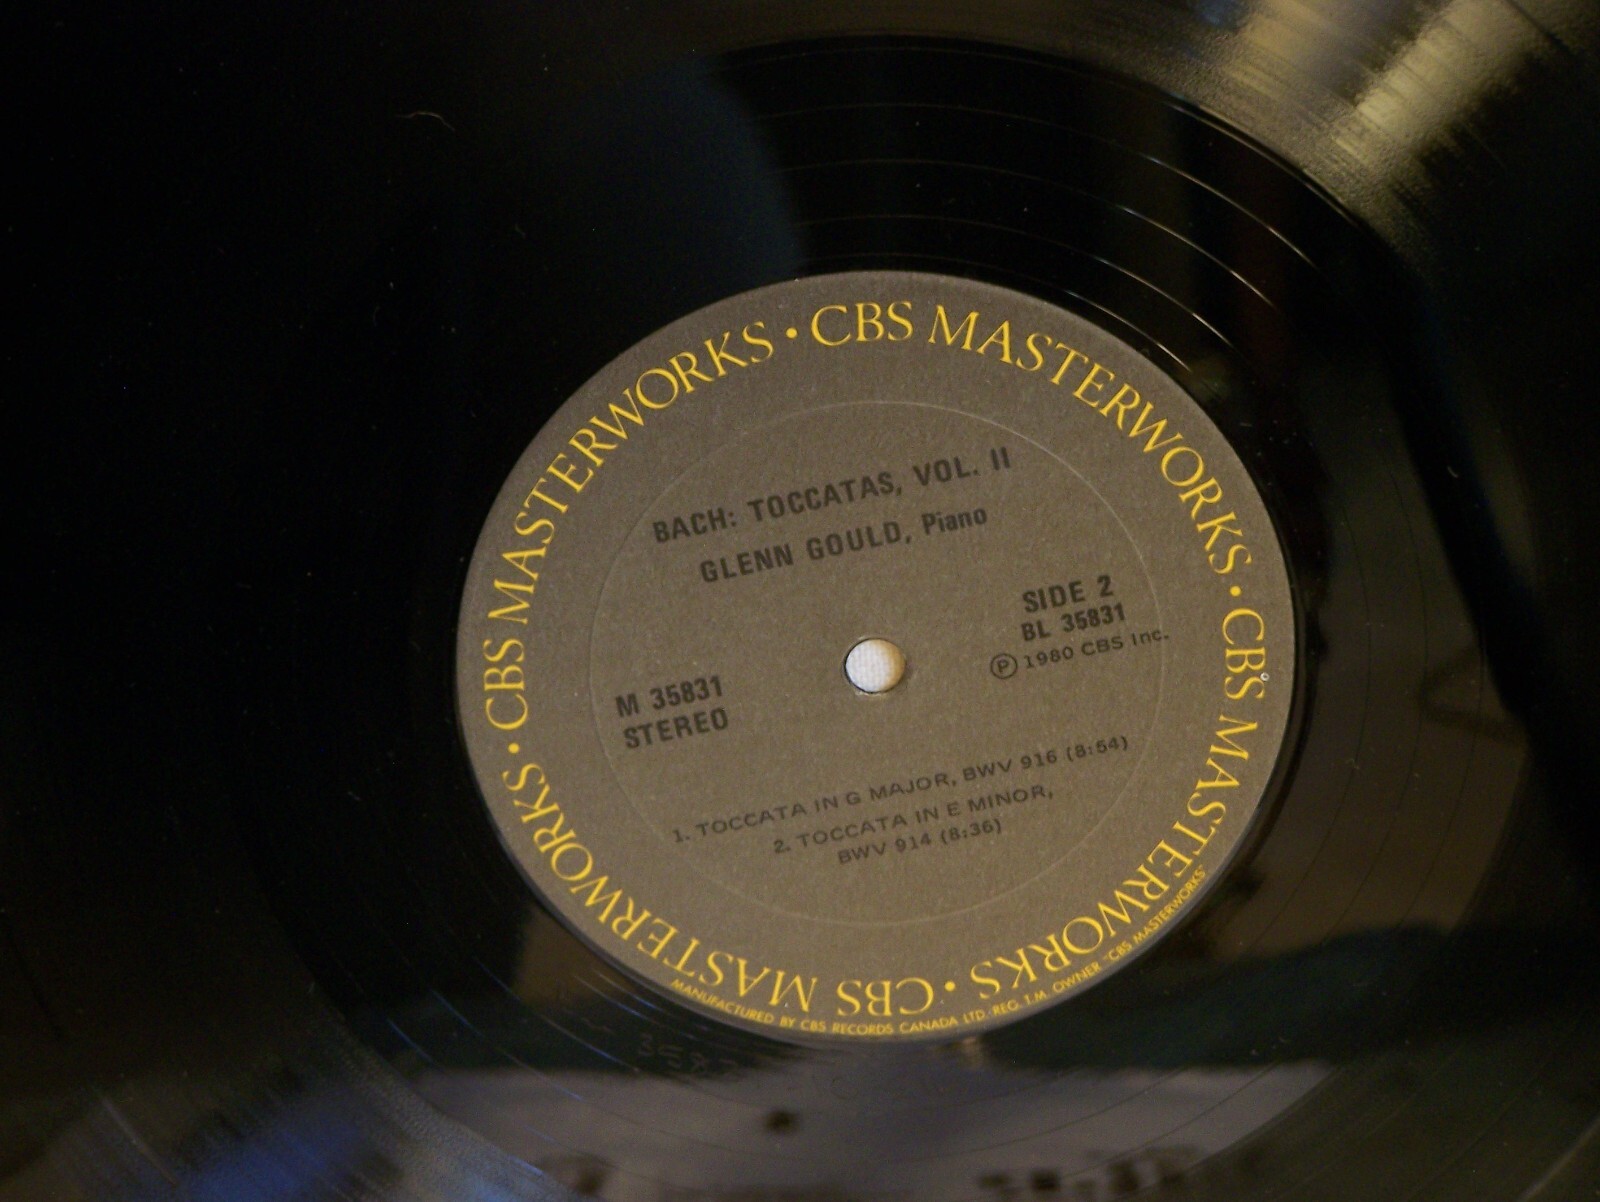 CBS MASTERWORKS · CBS MASTERWORKS · CBS MASTERWORKS · CBS MASTERWORKS ·
BACH: TOCCATAS, VOL. II
GLENN GOULD, Piano
SIDE 2
BL 35831
Ⓟ 1980 CBS Inc.
M 35831
STEREO
1. TOCCATA IN G MAJOR, BWV 916 (8:54)
2. TOCCATA IN E MINOR,
BWV 914 (8:36)
MANUFACTURED BY CBS RECORDS CANADA LTD. REG. T.M. OWNER "CBS MASTERWORKS"